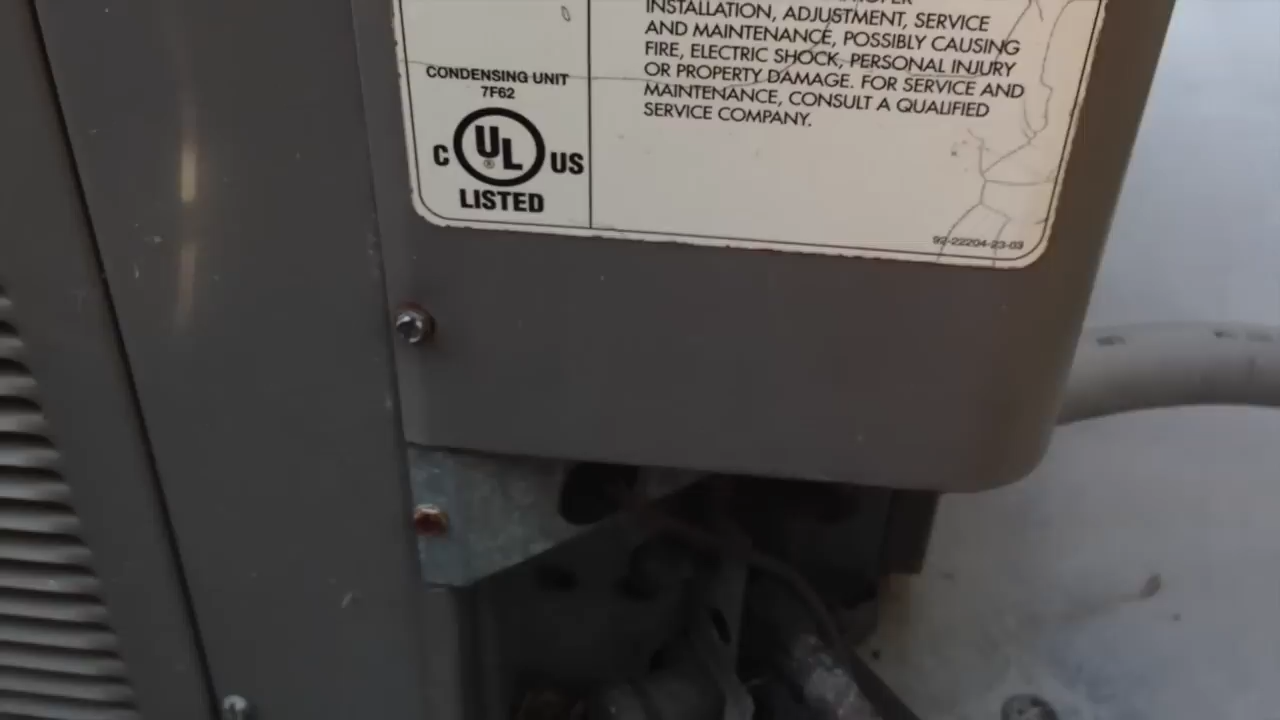 INSTALLATION, ADJUSTMENT, SERVICE
AND MAINTENANCE, POSSIBLY CAUSING
FIRE, ELECTRIC SHOCK, PERSONAL INJURY
OR PROPERTY DAMAGE. FOR SERVICE AND
MAINTENANCE, CONSULT A QUALIFIED
SERVICE COMPANY.
CONDENSING UNIT
7F62
C UL ® US
LISTED
92-22204-23-03